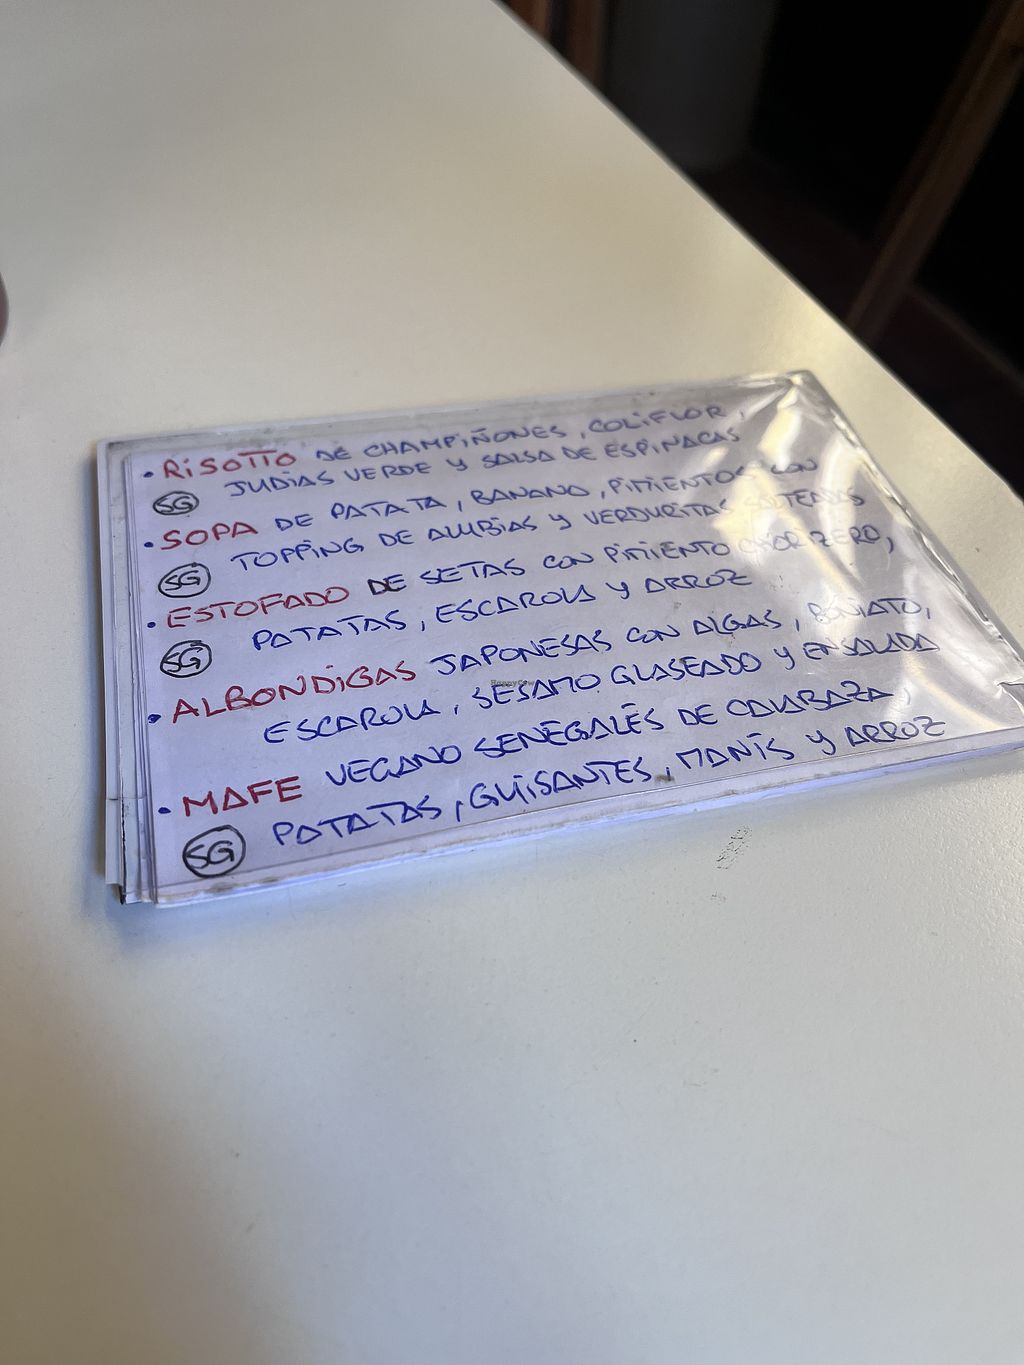 • RISOTTO DE CHAMPIÑONES, COLIFLOR,
SG JUDIAS VERDE Y SALSA DE ESPINACAS
• SOPA DE PATATA, BANANO, PIMIENTOS CON
SG TOPPING DE ALUBIAS Y VERDURITAS SALTEADAS
• ESTOFADO DE SETAS CON PIMIENTO CHORIZERO,
SG PATATAS, ESCAROLA Y ARROZ
• ALBONDIGAS JAPONESAS CON ALGAS, BONIATO,
ESCAROLA, SESAMO GLASEADO Y ENSALADA
• MAFE VEGANO SENEGALÉS DE CALABAZA,
SG PATATAS, GUISANTES, MANÍS Y ARROZ
HappyCow